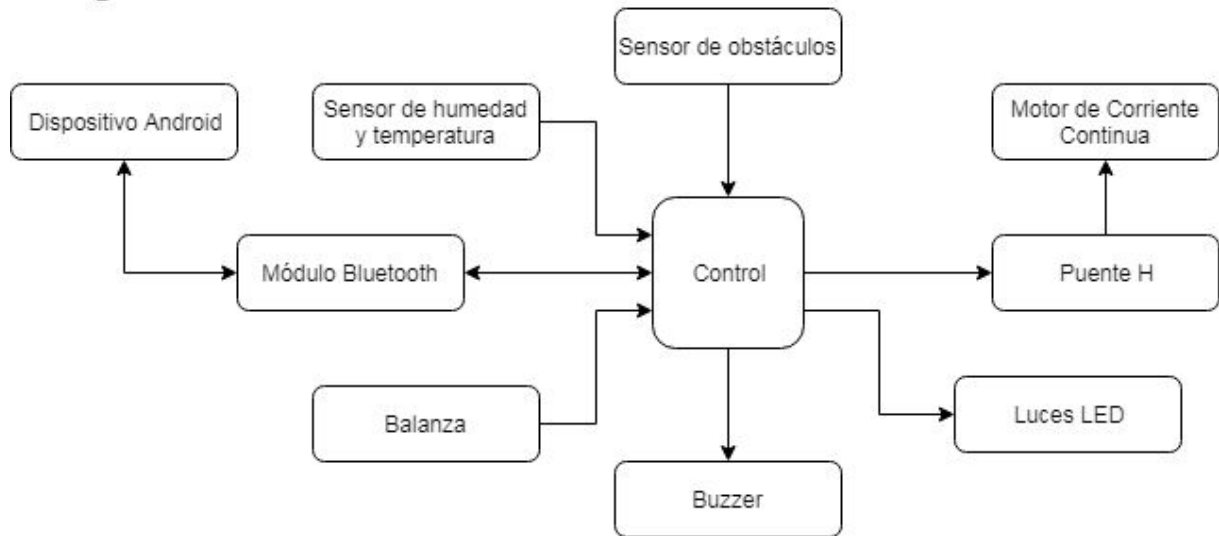 Sensor de obstáculos
Dispositivo Android
Sensor de humedad
y temperatura
Motor de Corriente
Continua
Módulo Bluetooth
Control
Puente H
Balanza
Luces LED
Buzzer